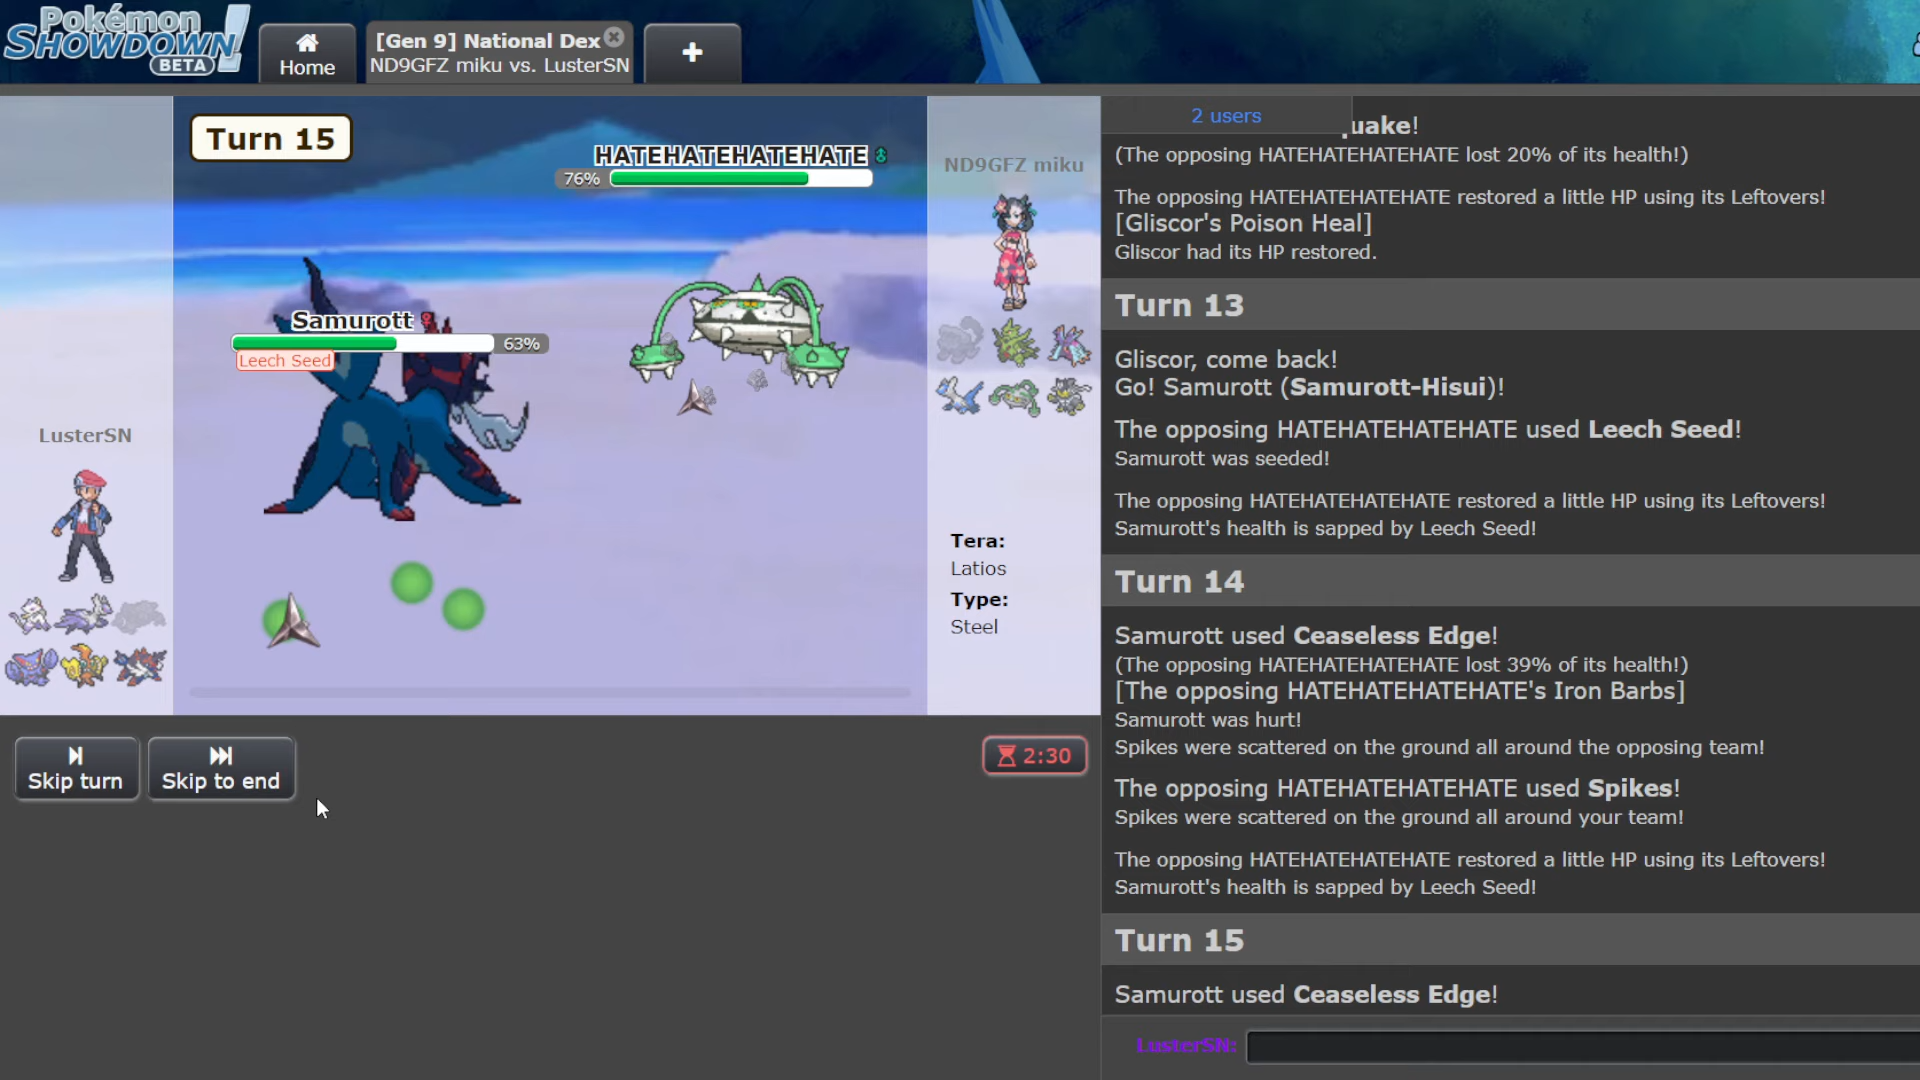 Pokémon
SHOWDOWN!
BETA
Home
[Gen 9] National Dex
ND9GFZ miku vs. LusterSN
+
Turn 15
HATEHATEHATEHATE
76%
Samurott
63%
Leech Seed
LusterSN
ND9GFZ miku
Tera:
Latios
Type:
Steel
Skip turn
Skip to end
2:30
2 users
uake!
(The opposing HATEHATEHATEHATE lost 20% of its health!)
The opposing HATEHATEHATEHATE restored a little HP using its Leftovers!
[Gliscor's Poison Heal]
Gliscor had its HP restored.
Turn 13
Gliscor, come back!
Go! Samurott (Samurott-Hisui)!
The opposing HATEHATEHATEHATE used Leech Seed!
Samurott was seeded!
The opposing HATEHATEHATEHATE restored a little HP using its Leftovers!
Samurott's health is sapped by Leech Seed!
Turn 14
Samurott used Ceaseless Edge!
(The opposing HATEHATEHATEHATE lost 39% of its health!)
[The opposing HATEHATEHATEHATE's Iron Barbs]
Samurott was hurt!
Spikes were scattered on the ground all around the opposing team!
The opposing HATEHATEHATEHATE used Spikes!
Spikes were scattered on the ground all around your team!
The opposing HATEHATEHATEHATE restored a little HP using its Leftovers!
Samurott's health is sapped by Leech Seed!
Turn 15
Samurott used Ceaseless Edge!
LusterSN: